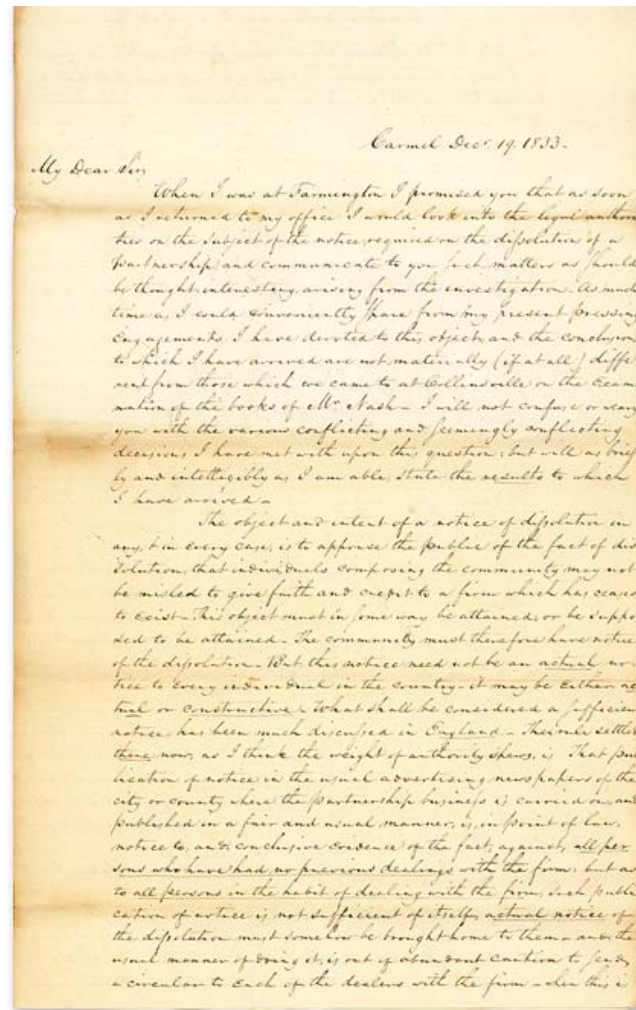 Carmel Decr. 19. 1833.
My Dear Sir,
When I was at Farmington I promised you that as soon
as I returned to my office I would look into the legal author
ties on the subject of the notice required on the dissolution of a
partnership, and communicate to you such matters as should
be thought interesting arising from the investigation. As much
time as I could conveniently spare from my present pressing
engagements I have devoted to this object, and the conclusion
to which I have arrived are not materially (if at all) diffe
rent from those which we came to at Collinsville on the exam
ination of the books of Mr Nash – I will not confuse or weary
you with the various conflicting and seemingly conflicting
decisions I have met with upon this question; but will as brief
ly and intelligibly as I am able, state the results to which
I have arrived –
The object and intent of a notice of dissolution in
any, & in every case, is to apprise the public of the fact of dis
solution, that individuals composing the community may not
be misled to give faith and credit to a firm which has ceased
to exist – This object must in some way be attained, or be suppo
sed to be attained – The community must therefore have notice
of the dissolution – But this notice need not be an actual no
tice to every individual in the country – it may be either ac
tual or constructive – What shall be considered a sufficien
notice has been much discussed in England – The rule settle
there now, as I think the weight of authority shews, is That pub
lication of notice in the usual advertising newspapers of the
city or county where the partnership business is carried on, and
published in a fair and usual manner, is, in point of law,
notice to, and conclusive evidence of the fact, against, all per
sons who have had no previous dealings with the firm: but as
to all persons in the habit of dealing with the firm, such publi
cation of notice is not sufficient of itself, actual notice of
the dissolution must somehow be brought home to them – and the
usual manner of doing it, is out of abundant caution to send
a circular to each of the dealers with the firm – when this is